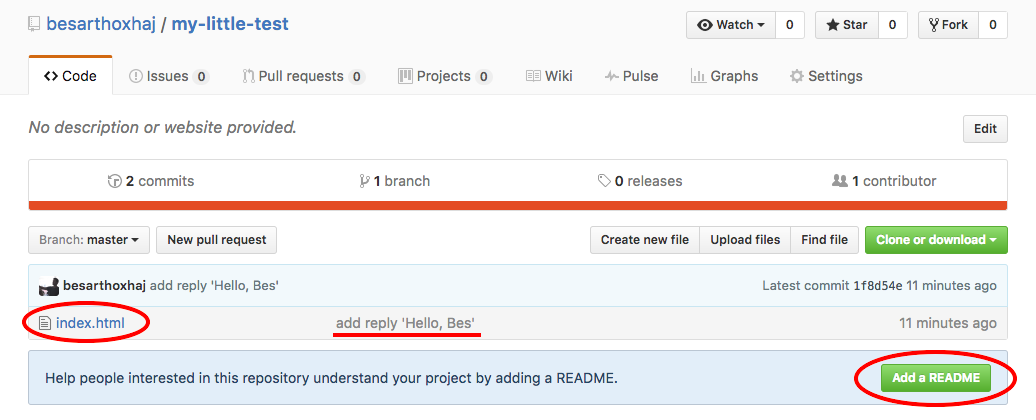 besarthoxhaj / my-little-test
Watch 0 Star 0 Fork 0
Code Issues 0 Pull requests 0 Projects 0 Wiki Pulse Graphs Settings
No description or website provided. Edit
2 commits 1 branch 0 releases 1 contributor
Branch: master New pull request Create new file Upload files Find file Clone or download
besarthoxhaj add reply 'Hello, Bes' Latest commit 1f8d54e 11 minutes ago
index.html add reply 'Hello, Bes' 11 minutes ago
Help people interested in this repository understand your project by adding a README. Add a README